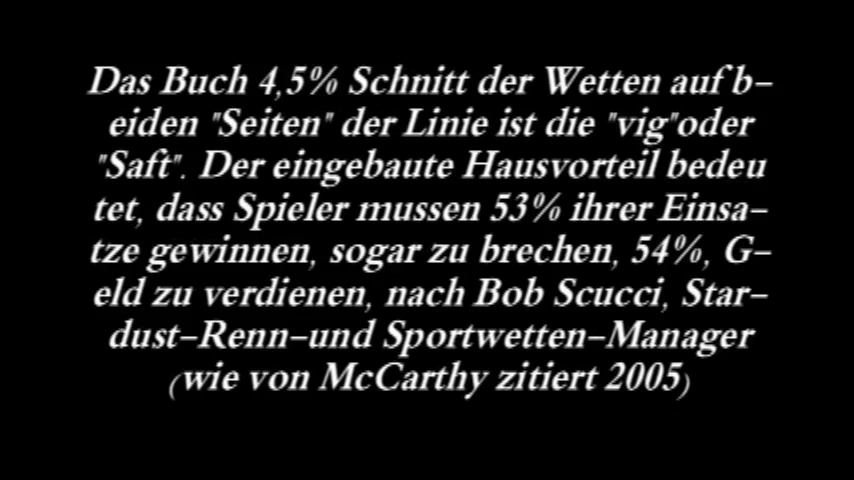 Das Buch 4,5% Schnitt der Wetten auf b-
eiden "Seiten" der Linie ist die "vig"oder
"Saft". Der eingebaute Hausvorteil bedeu
tet, dass Spieler mussen 53% ihrer Einsa-
tze gewinnen, sogar zu brechen, 54%, G-
eld zu verdienen, nach Bob Scucci, Star-
dust-Renn-und Sportwetten-Manager
(wie von McCarthy zitiert 2005)